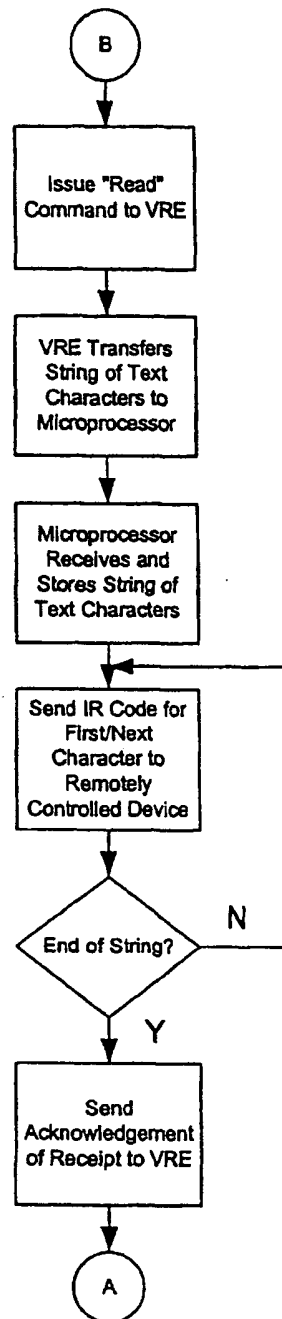 B
Issue "Read"
Command to VRE
VRE Transfers
String of Text
Characters to
Microprocessor
Microprocessor
Receives and
Stores String of
Text Characters
Send IR Code for
First/Next
Character to
Remotely
Controlled Device
End of String?
N
Y
Send
Acknowledgement
of Receipt to VRE
A